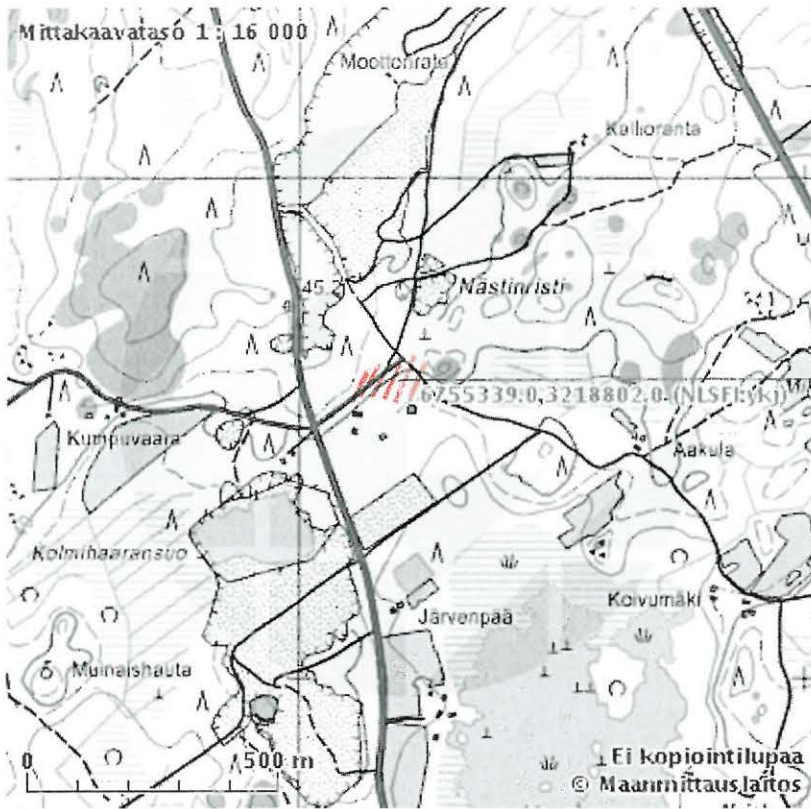 Mittakaavataso 1 : 16 000
Moottorirata
Kallioranta
45.2
Nästinristi
6755339.0,3218802.0 (NLSFI:ykj)
Kumpuvaara
Aakula
Kolmihaaransuo
Koivumäki
Järvenpää
Muinaishauta
0 500 m
Ei kopiointilupaa
© Maanmittauslaitos